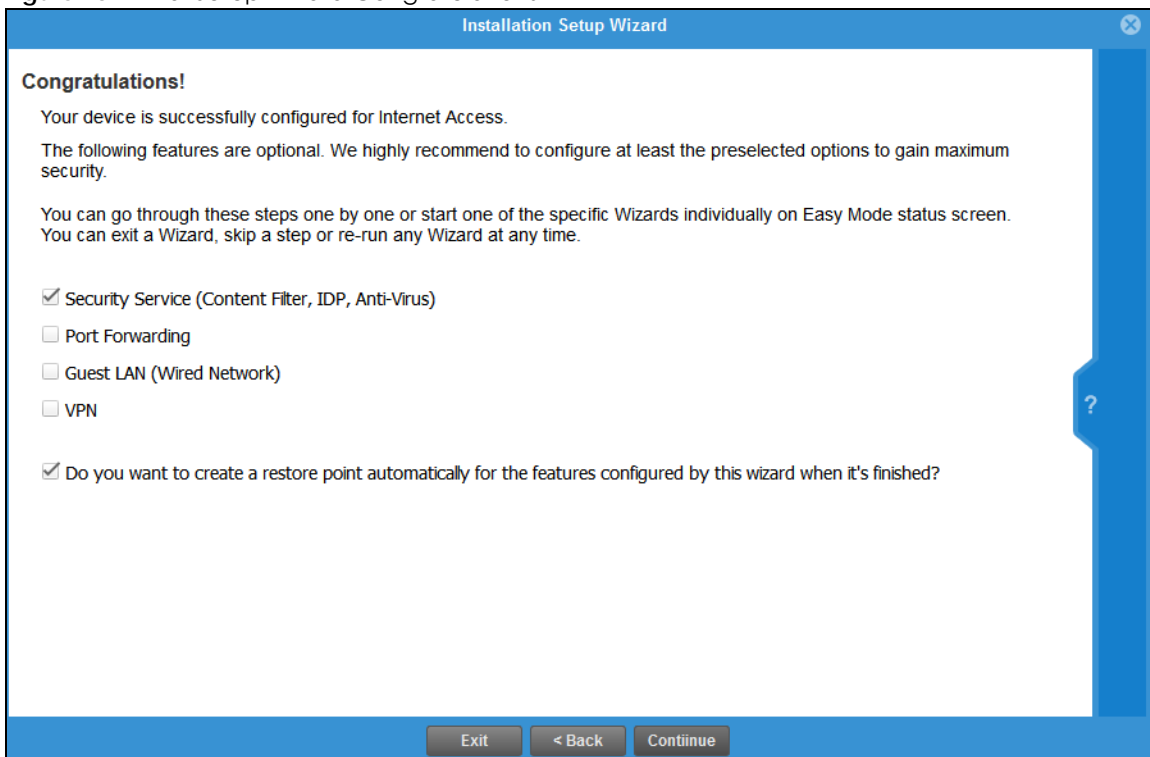 Installation Setup Wizard
Congratulations!
Your device is successfully configured for Internet Access.
The following features are optional. We highly recommend to configure at least the preselected options to gain maximum
security.
You can go through these steps one by one or start one of the specific Wizards individually on Easy Mode status screen.
You can exit a Wizard, skip a step or re-run any Wizard at any time.
Security Service (Content Filter, IDP, Anti-Virus)
Port Forwarding
Guest LAN (Wired Network)
VPN
?
Do you want to create a restore point automatically for the features configured by this wizard when it's finished?
Exit
< Back
Contiinue